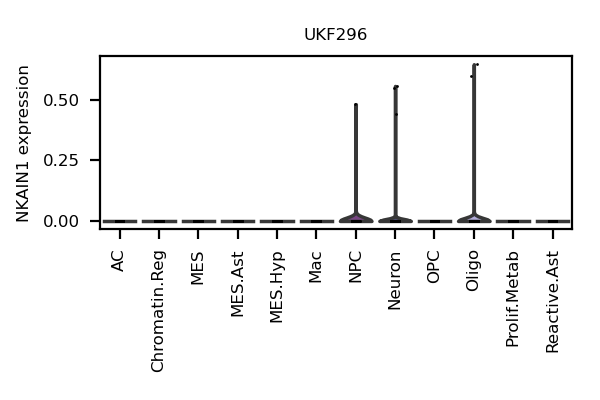 UKF296
NKAIN1 expression
0.50
0.25
0.00
AC
Chromatin.Reg
MES
MES.Ast
MES.Hyp
Mac
NPC
Neuron
OPC
Oligo
Prolif.Metab
Reactive.Ast